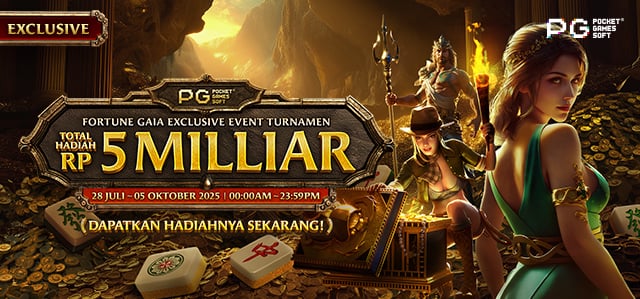 EXCLUSIVE
PG POCKET GAMES SOFT
PG POCKET GAMES SOFT
FORTUNE GAIA EXCLUSIVE EVENT TURNAMEN
TOTAL HADIAH RP 5 MILLIAR
28 JULI - 05 OKTOBER 2025 | 00:00AM - 23:59PM
( DAPATKAN HADIAHNYA SEKARANG! )